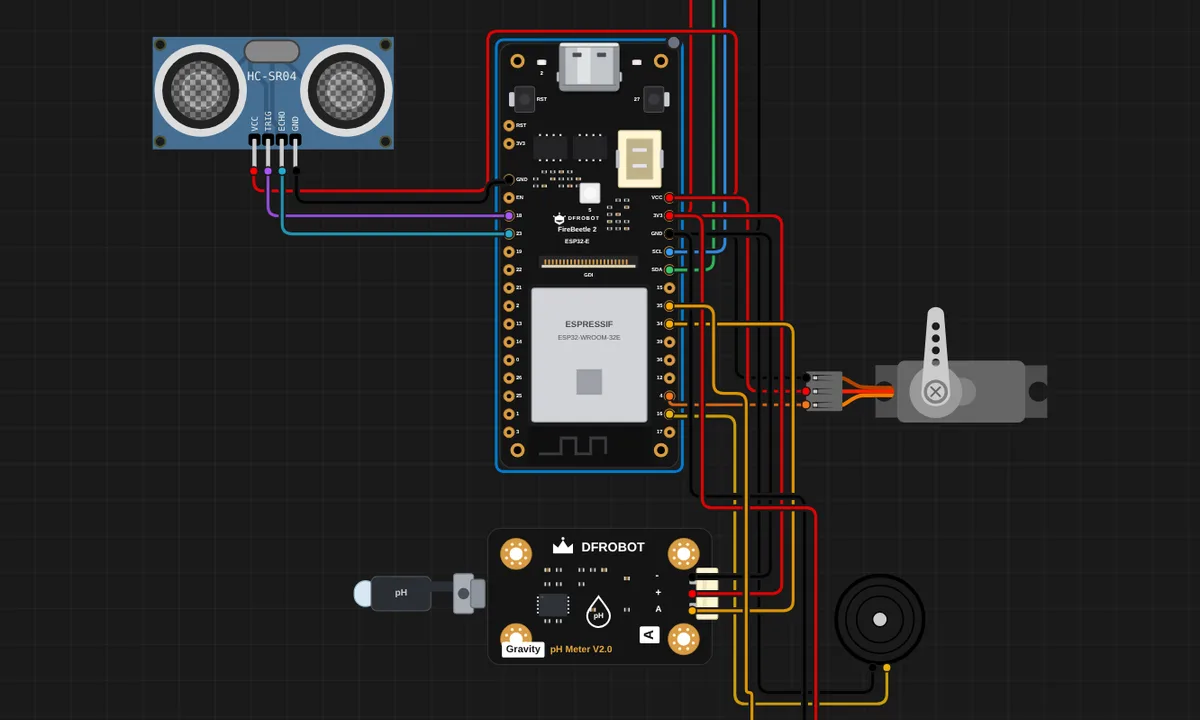 HC-SR04
VCC
TRIG
ECHO
GND
2
RST
27
RST
3V3
GND
EN
18
23
19
22
21
2
13
14
0
26
25
1
3
5
DFROBOT
FireBeetle 2
ESP32-E
GDI
VCC
3V3
GND
SCL
SDA
15
35
34
39
36
12
4
16
17
ESPRESSIF
ESP32-WROOM-32E
DFROBOT
-
+
A
pH
pH
A
Gravity
pH Meter V2.0